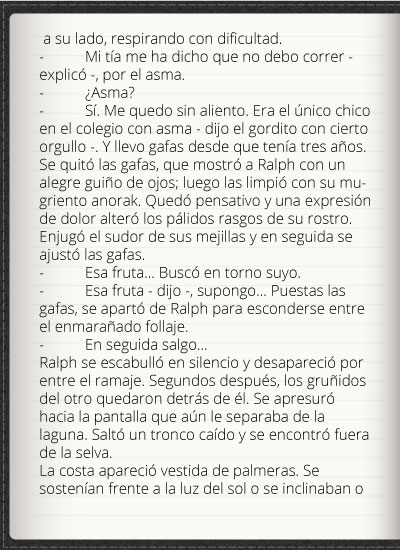 a su lado, respirando con dificultad.
- Mi tía me ha dicho que no debo correr -
explicó -, por el asma.
- ¿Asma?
- Sí. Me quedo sin aliento. Era el único chico
en el colegio con asma - dijo el gordito con cierto
orgullo -. Y llevo gafas desde que tenía tres años.
Se quitó las gafas, que mostró a Ralph con un
alegre guiño de ojos; luego las limpió con su mu-
griento anorak. Quedó pensativo y una expresión
de dolor alteró los pálidos rasgos de su rostro.
Enjugó el sudor de sus mejillas y en seguida se
ajustó las gafas.
- Esa fruta... Buscó en torno suyo.
- Esa fruta - dijo -, supongo... Puestas las
gafas, se apartó de Ralph para esconderse entre
el enmarañado follaje.
- En seguida salgo...
Ralph se escabulló en silencio y desapareció por
entre el ramaje. Segundos después, los gruñidos
del otro quedaron detrás de él. Se apresuró
hacia la pantalla que aún le separaba de la
laguna. Saltó un tronco caído y se encontró fuera
de la selva.
La costa apareció vestida de palmeras. Se
sostenían frente a la luz del sol o se inclinaban o